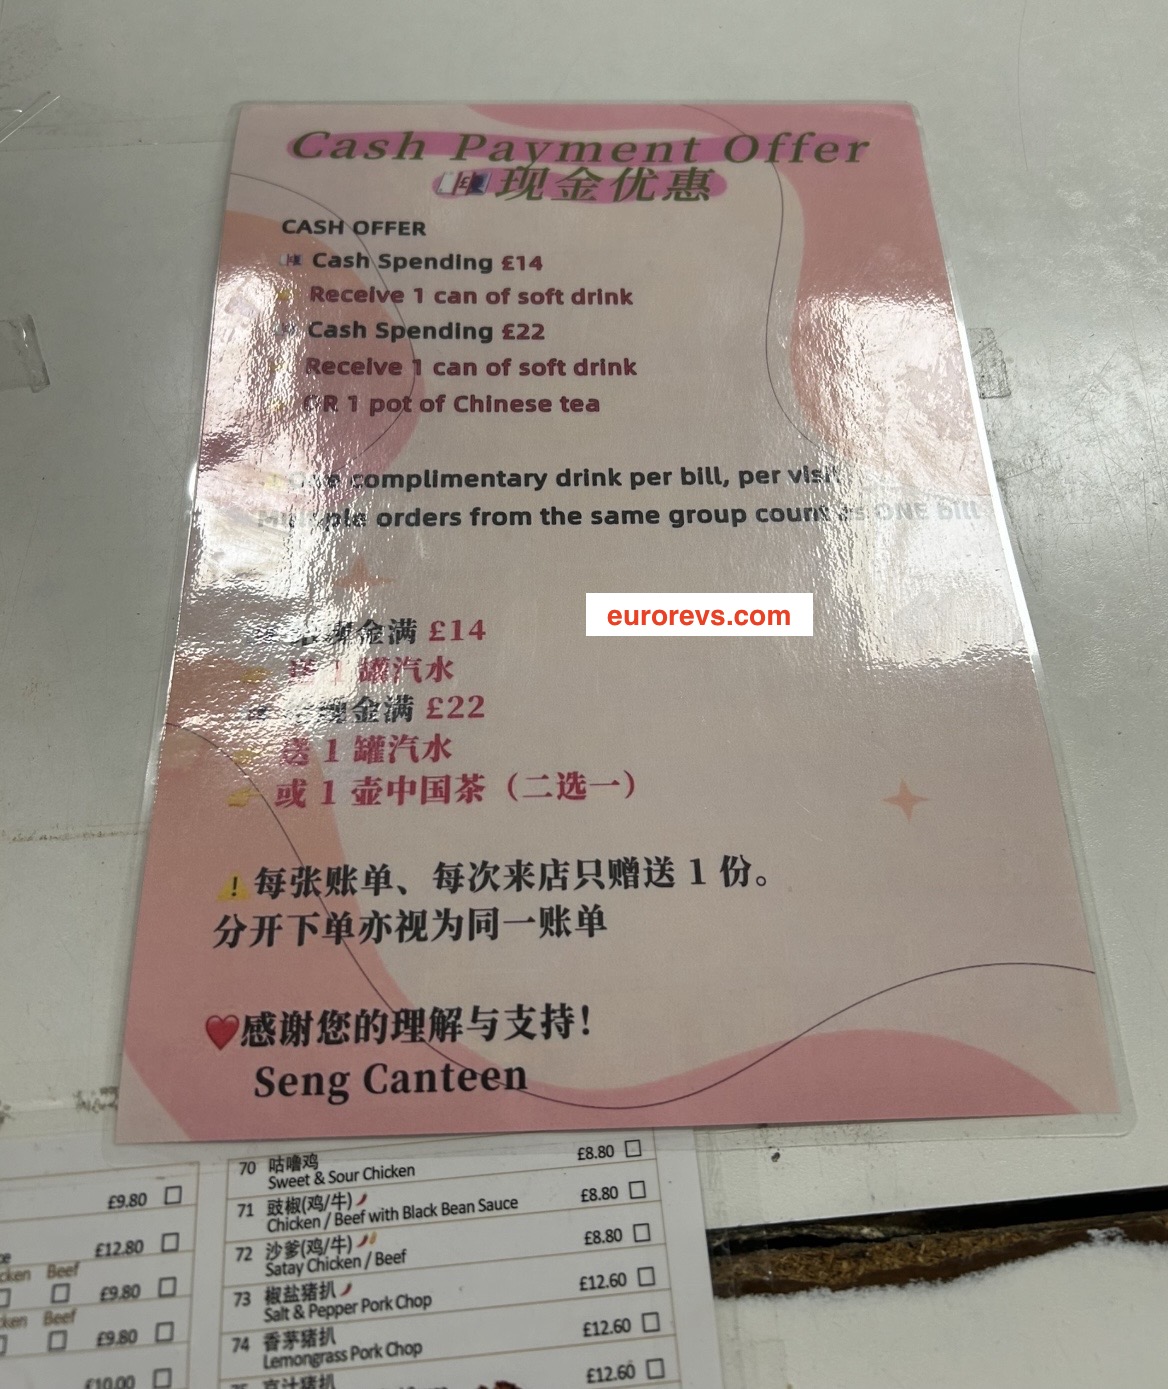 Cash Payment Offer
现金优惠
CASH OFFER
Cash Spending £14
Receive 1 can of soft drink
Cash Spending £22
Receive 1 can of soft drink
OR 1 pot of Chinese tea
One complimentary drink per bill, per visit
Multiple orders from the same group count as ONE bill
eurorevs.com
现金满 £14
送 1 罐汽水
现金满 £22
送 1 罐汽水
或 1 壶中国茶（二选一）
每张账单、每次来店只赠送 1 份。
分开下单亦视为同一账单
感谢您的理解与支持！
Seng Canteen
£9.80
£12.80
Beef
£9.80
Beef
£9.80
£10.00
70 咕噜鸡 £8.80
Sweet & Sour Chicken
71 豉椒(鸡/牛) £8.80
Chicken / Beef with Black Bean Sauce
72 沙爹(鸡/牛) £8.80
Satay Chicken / Beef
73 椒盐猪扒 £12.60
Salt & Pepper Pork Chop
74 香茅猪扒 £12.60
Lemongrass Pork Chop
£12.60